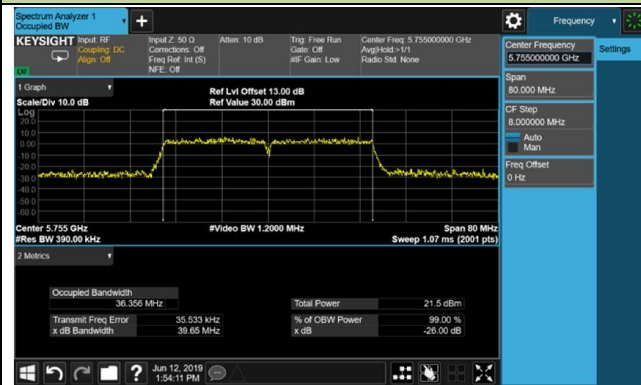 Spectrum Analyzer 1
Occupied BW
+
Frequency
KEYSIGHT Input: RF
Coupling: DC
Align: Off
Input Z: 50 Ω
Corrections: Off
Freq Ref: Int (S)
NFE: Off
Atten: 10 dB
Trig: Free Run
Gate: Off
#IF Gain: Low
Center Freq: 5.755000000 GHz
Avg|Hold:>1/1
Radio Std: None
Center Frequency
5.755000000 GHz
Settings
Span
80.000 MHz
CF Step
8.000000 MHz
Auto
Man
Freq Offset
0 Hz
1 Graph
Scale/Div 10.0 dB
Ref Lvl Offset 13.00 dB
Ref Value 30.00 dBm
Log
20.0
10.0
0.00
-10.0
-20.0
-30.0
-40.0
-50.0
-60.0
Center 5.755 GHz
#Res BW 390.00 kHz
#Video BW 1.2000 MHz
Span 80 MHz
Sweep 1.07 ms (2001 pts)
2 Metrics
Occupied Bandwidth
36.356 MHz
Total Power 21.5 dBm
Transmit Freq Error 35.533 kHz
% of OBW Power 99.00 %
x dB Bandwidth 39.65 MHz
x dB -26.00 dB
?
Jun 12, 2019
1:54:11 PM